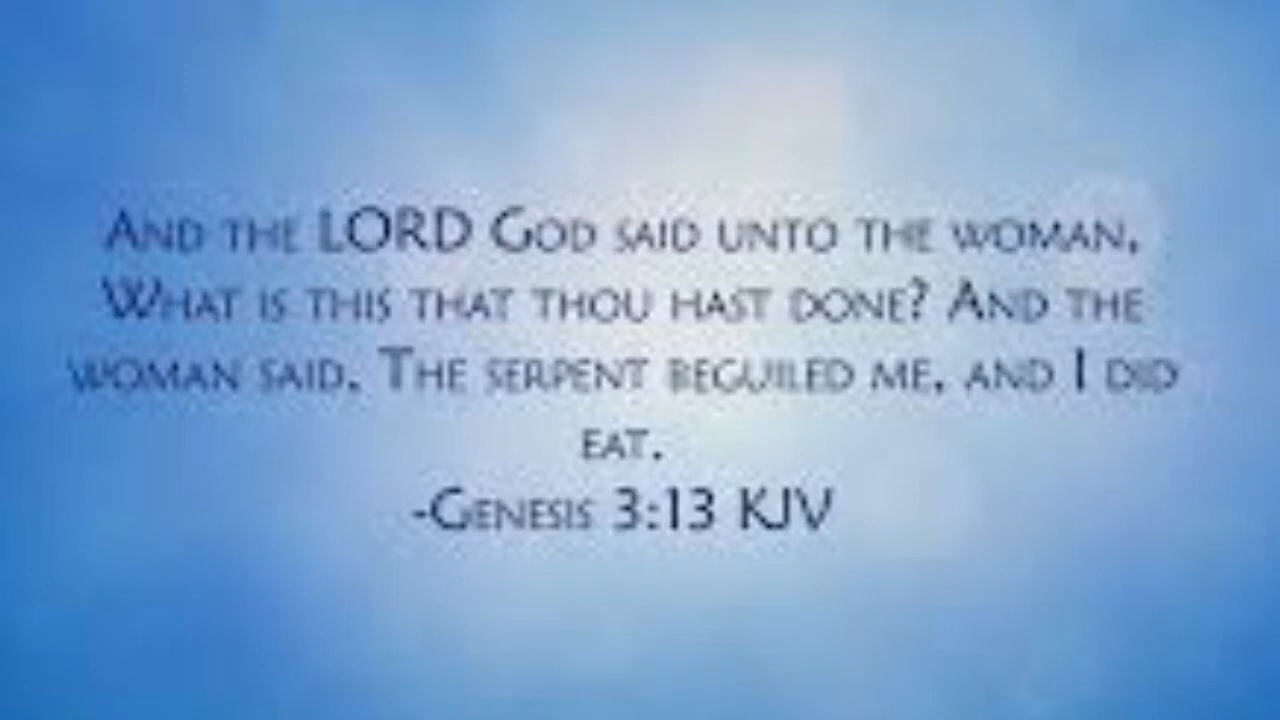 And the LORD God said unto the woman,
What is this that thou hast done? And the
woman said, The serpent beguiled me, and I did
eat.
-Genesis 3:13 KJV